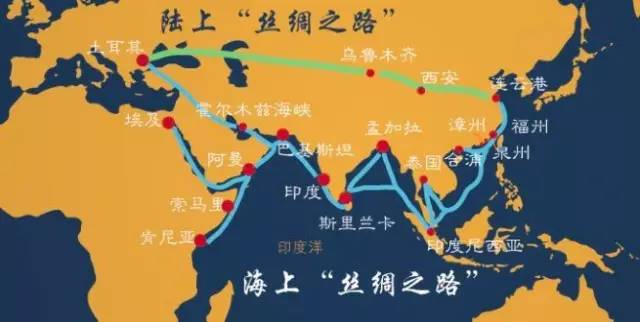 陆上“丝绸之路”
土耳其
乌鲁木齐
西安
连云港
埃及
霍尔木兹海峡
孟加拉
漳州
福州
阿曼
巴基斯坦
泰国
合浦
泉州
索马里
印度
斯里兰卡
肯尼亚
印度洋
印度尼西亚
海上“丝绸之路”